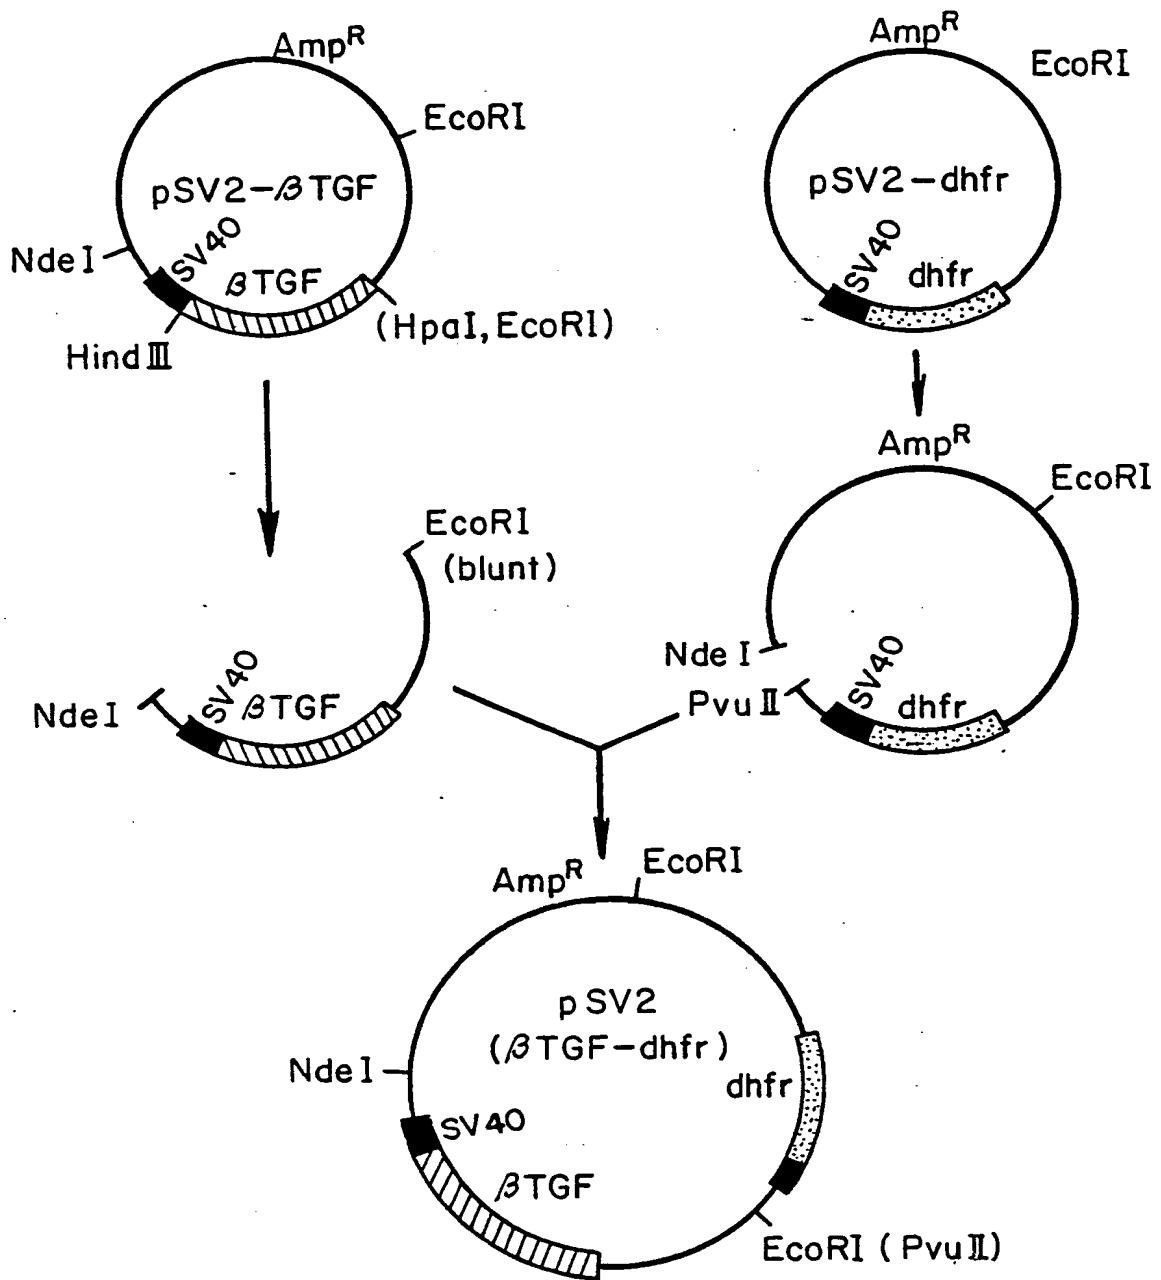 Amp^R
EcoRI
pSV2-βTGF
NdeI
SV40
βTGF
HindIII
(HpaI, EcoRI)
Amp^R
EcoRI
pSV2-dhfr
SV40
dhfr
EcoRI
(blunt)
NdeI
SV40
βTGF
Amp^R
EcoRI
NdeI
PvuII
SV40
dhfr
Amp^R
EcoRI
pSV2
(βTGF-dhfr)
NdeI
dhfr
SV40
βTGF
EcoRI (PvuII)